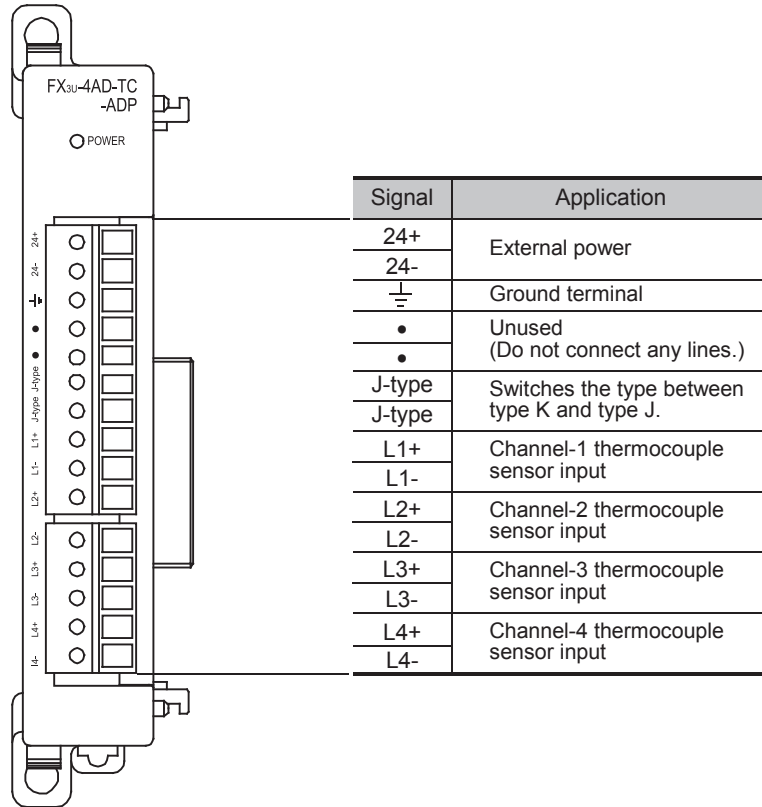 FX3U-4AD-TC
-ADP
POWER
24+
24-
⏚
•
•
J-type
J-type
L1+
L1-
L2+
L2-
L3+
L3-
L4+
I4-
Signal Application
24+
24-
External power
⏚ Ground terminal
•
•
Unused
(Do not connect any lines.)
J-type
J-type
Switches the type between
type K and type J.
L1+
L1-
Channel-1 thermocouple
sensor input
L2+
L2-
Channel-2 thermocouple
sensor input
L3+
L3-
Channel-3 thermocouple
sensor input
L4+
L4-
Channel-4 thermocouple
sensor input